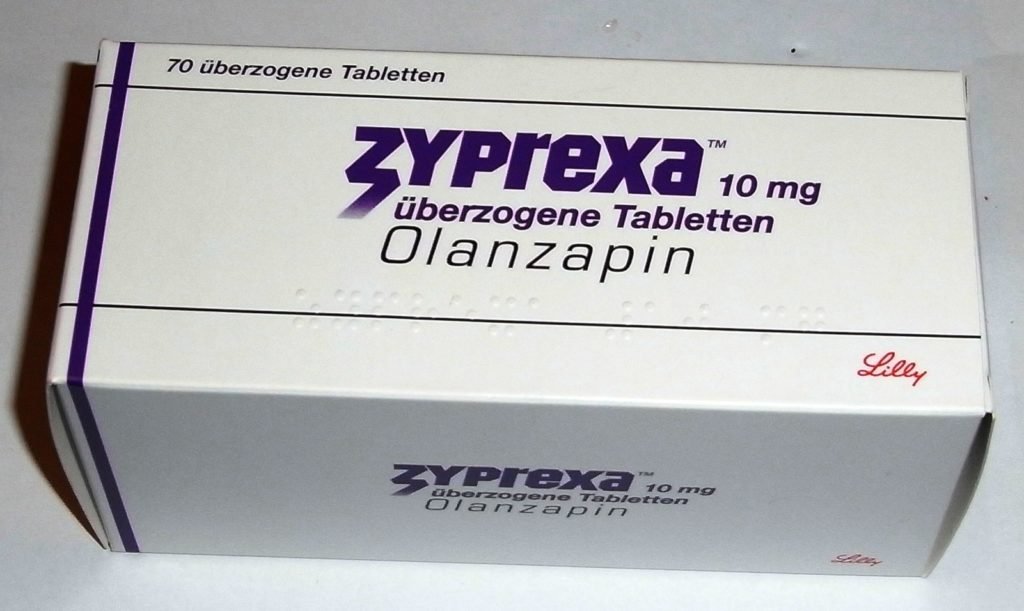 70 überzogene Tabletten
ZYPREXA™ 10 mg
überzogene Tabletten
Olanzapin
Lilly
ZYPREXA™ 10 mg
überzogene Tabletten
Olanzapin
Lilly